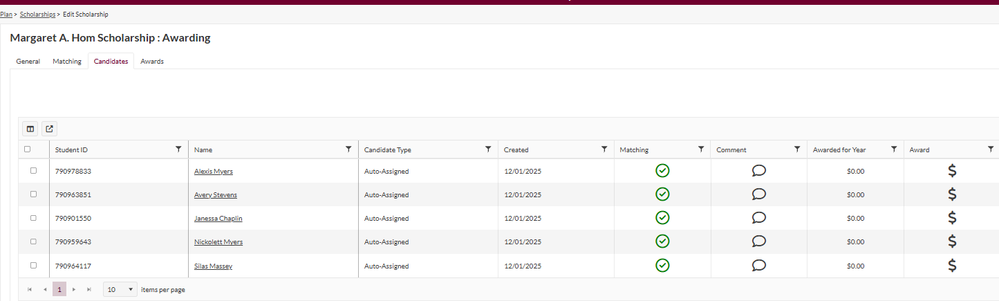 Plan > Scholarships > Edit Scholarship
Margaret A. Hom Scholarship : Awarding
General Matching Candidates Awards
Student ID Name Candidate Type Created Matching Comment Awarded for Year Award
790978833 Alexis Myers Auto-Assigned 12/01/2025 $0.00 $
790963851 Avery Stevens Auto-Assigned 12/01/2025 $0.00 $
790901550 Janessa Chaplin Auto-Assigned 12/01/2025 $0.00 $
790959643 Nickolett Myers Auto-Assigned 12/01/2025 $0.00 $
790964117 Silas Massey Auto-Assigned 12/01/2025 $0.00 $
1 10 items per page